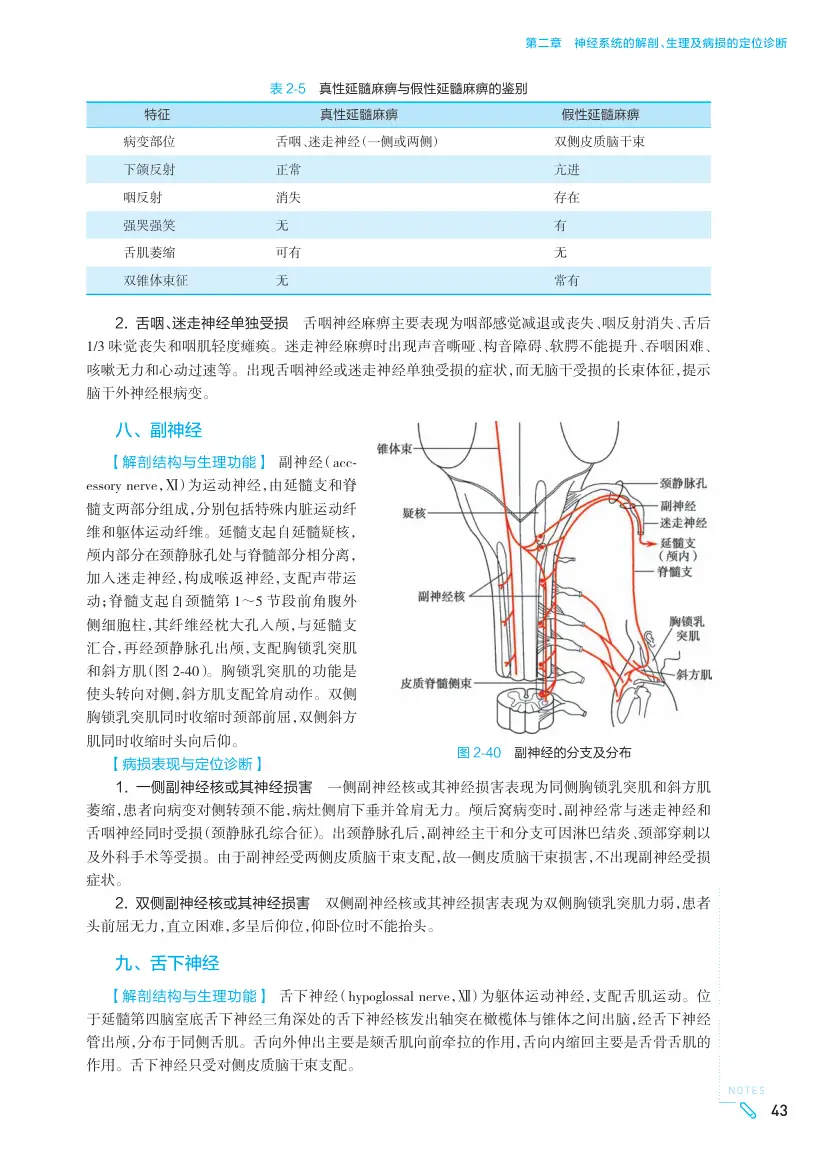 第二章 神经系统的解剖、生理及病损的定位诊断
表 2-5 真性延髓麻痹与假性延髓麻痹的鉴别
特征 真性延髓麻痹 假性延髓麻痹
病变部位 舌咽、迷走神经(一侧或两侧) 双侧皮质脑干束
下颌反射 正常 亢进
咽反射 消失 存在
强哭强笑 无 有
舌肌萎缩 可有 无
双锥体束征 无 常有
2. 舌咽、迷走神经单独受损 舌咽神经麻痹主要表现为咽部感觉减退或丧失、咽反射消失、舌后
1/3 味觉丧失和咽肌轻度瘫痪。迷走神经麻痹时出现声音嘶哑、构音障碍、软腭不能提升、吞咽困难、
咳嗽无力和心动过速等。出现舌咽神经或迷走神经单独受损的症状,而无脑干受损的长束体征,提示
脑干外神经根病变。
八、副神经
【解剖结构与生理功能】 副神经(acc-
essory nerve,Ⅺ)为运动神经,由延髓支和脊
髓支两部分组成,分别包括特殊内脏运动纤
维和躯体运动纤维。延髓支起自延髓疑核,
颅内部分在颈静脉孔处与脊髓部分相分离,
加入迷走神经,构成喉返神经,支配声带运
动;脊髓支起自颈髓第 1~5 节段前角腹外
侧细胞柱,其纤维经枕大孔入颅,与延髓支
汇合,再经颈静脉孔出颅,支配胸锁乳突肌
和斜方肌(图 2-40)。胸锁乳突肌的功能是
使头转向对侧,斜方肌支配耸肩动作。双侧
胸锁乳突肌同时收缩时颈部前屈,双侧斜方
肌同时收缩时头向后仰。
锥体束
疑核
副神经核
皮质脊髓侧束
颈静脉孔
副神经
迷走神经
延髓支
(颅内)
脊髓支
胸锁乳
突肌
斜方肌
图 2-40 副神经的分支及分布
【病损表现与定位诊断】
1. 一侧副神经核或其神经损害 一侧副神经核或其神经损害表现为同侧胸锁乳突肌和斜方肌
萎缩,患者向病变对侧转颈不能,病灶侧肩下垂并耸肩无力。颅后窝病变时,副神经常与迷走神经和
舌咽神经同时受损(颈静脉孔综合征)。出颈静脉孔后,副神经主干和分支可因淋巴结炎、颈部穿刺以
及外科手术等受损。由于副神经受两侧皮质脑干束支配,故一侧皮质脑干束损害,不出现副神经受损
症状。
2. 双侧副神经核或其神经损害 双侧副神经核或其神经损害表现为双侧胸锁乳突肌力弱,患者
头前屈无力,直立困难,多呈后仰位,仰卧位时不能抬头。
九、舌下神经
【解剖结构与生理功能】 舌下神经(hypoglossal nerve,Ⅻ)为躯体运动神经,支配舌肌运动。位
于延髓第四脑室底舌下神经三角深处的舌下神经核发出轴突在橄榄体与锥体之间出脑,经舌下神经
管出颅,分布于同侧舌肌。舌向外伸出主要是颏舌肌向前牵拉的作用,舌向内缩回主要是舌骨舌肌的
作用。舌下神经只受对侧皮质脑干束支配。
NOTES
43